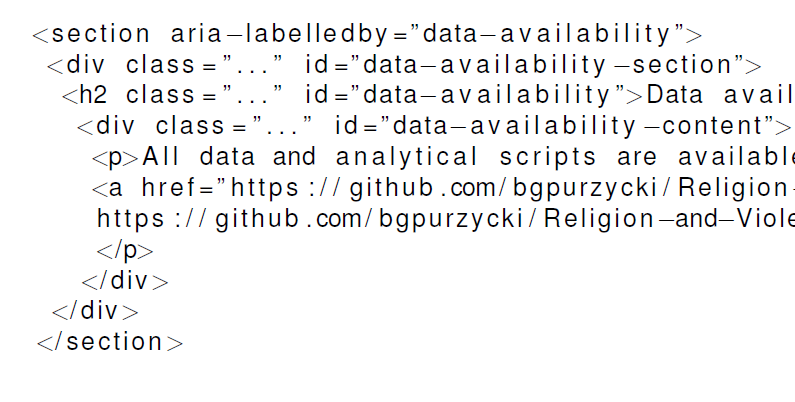 <section aria-labelledby="data-availability">
<div class="..." id="data-availability-section">
<h2 class="..." id="data-availability">Data avail
<div class="..." id="data-availability-content">
<p>All data and analytical scripts are available
<a href="https://github.com/bgpurzycki/Religion-
https://github.com/bgpurzycki/Religion-and-Viole
</p>
</div>
</div>
</section>